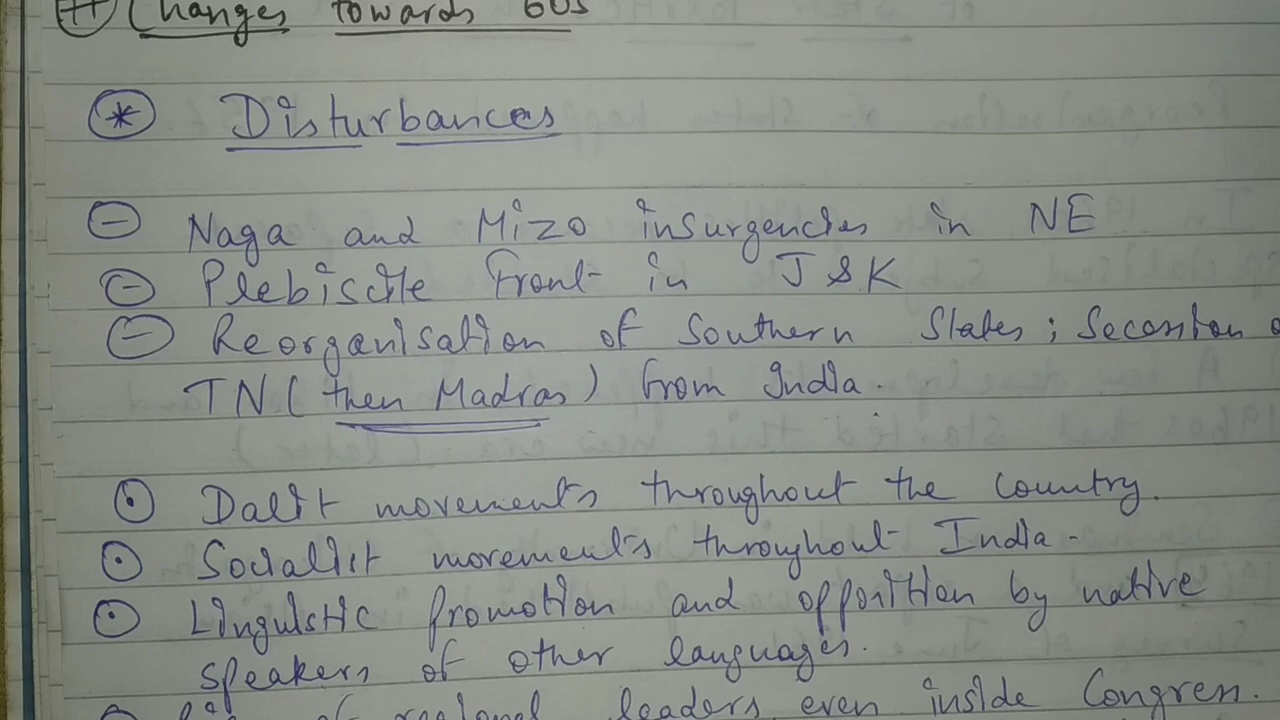 Changes towards 60s
* Disturbances
- Naga and Mizo insurgencies in NE
- Plebiscite Front in J & K
- Reorganisation of Southern States; Secession
TN (then Madras) from India.
Dalit movements throughout the country.
Socialist movements throughout India.
Linguistic promotion and opposition by native
speakers of other languages.
of regional leaders even inside Congress.